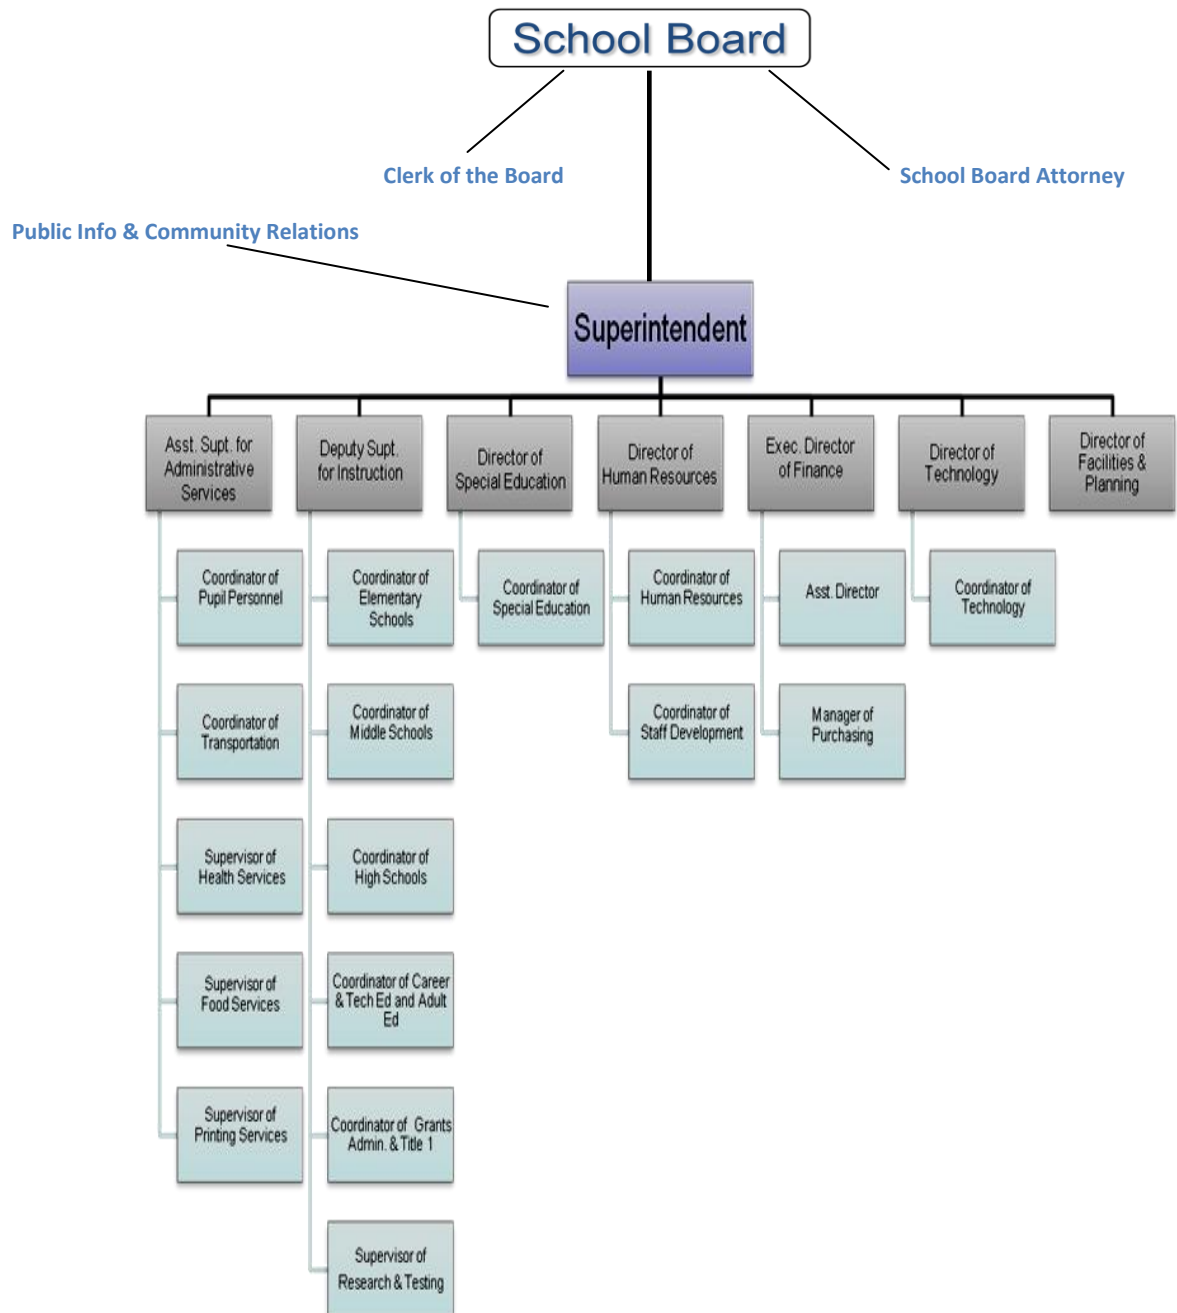 School Board
Clerk of the Board
School Board Attorney
Public Info & Community Relations
Superintendent
Asst. Supt. for
Administrative
Services
Deputy Supt.
for Instruction
Director of
Special Education
Director of
Human Resources
Exec. Director
of Finance
Director of
Technology
Director of
Facilities &
Planning
Coordinator of
Pupil Personnel
Coordinator of
Elementary
Schools
Coordinator of
Special Education
Coordinator of
Human Resources
Asst. Director
Coordinator of
Technology
Coordinator of
Transportation
Coordinator of
Middle Schools
Coordinator of
Staff Development
Manager of
Purchasing
Supervisor of
Health Services
Coordinator of
High Schools
Supervisor of
Food Services
Coordinator of Career
& Tech Ed and Adult
Ed
Supervisor of
Printing Services
Coordinator of Grants
Admin. & Title 1
Supervisor of
Research & Testing